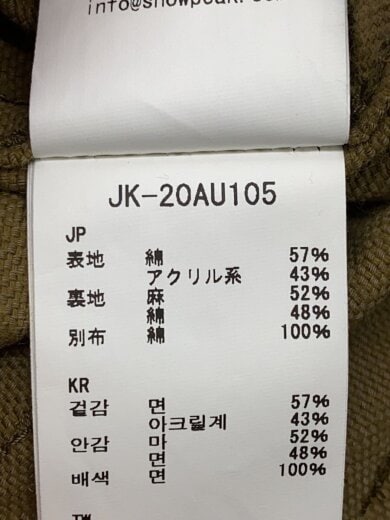 JK-20AU105
JP
表地 綿 57%
アクリル系 43%
裏地 麻 52%
綿 48%
別布 綿 100%
KR
겉감 면 57%
아크릴계 43%
안감 마 52%
면 48%
배색 면 100%
TW